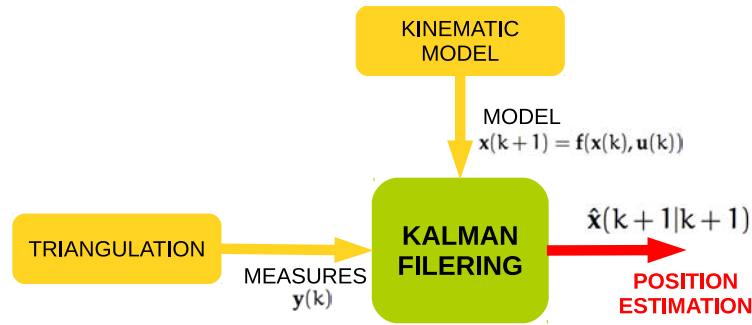 KINEMATIC
MODEL
MODEL
x(k + 1) = f(x(k), u(k))
TRIANGULATION
MEASURES
y(k)
KALMAN
FILERING
x̂(k + 1|k + 1)
POSITION
ESTIMATION